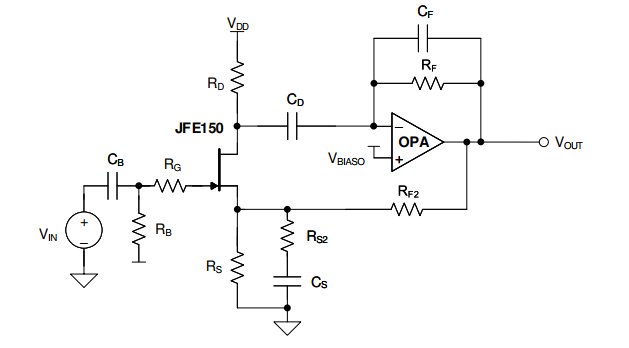 CF
VDD
RF
RD
CD
JFE150
OPA
VOUT
VBIASO
CB
RG
RF2
VIN
RB
RS2
RS
CS